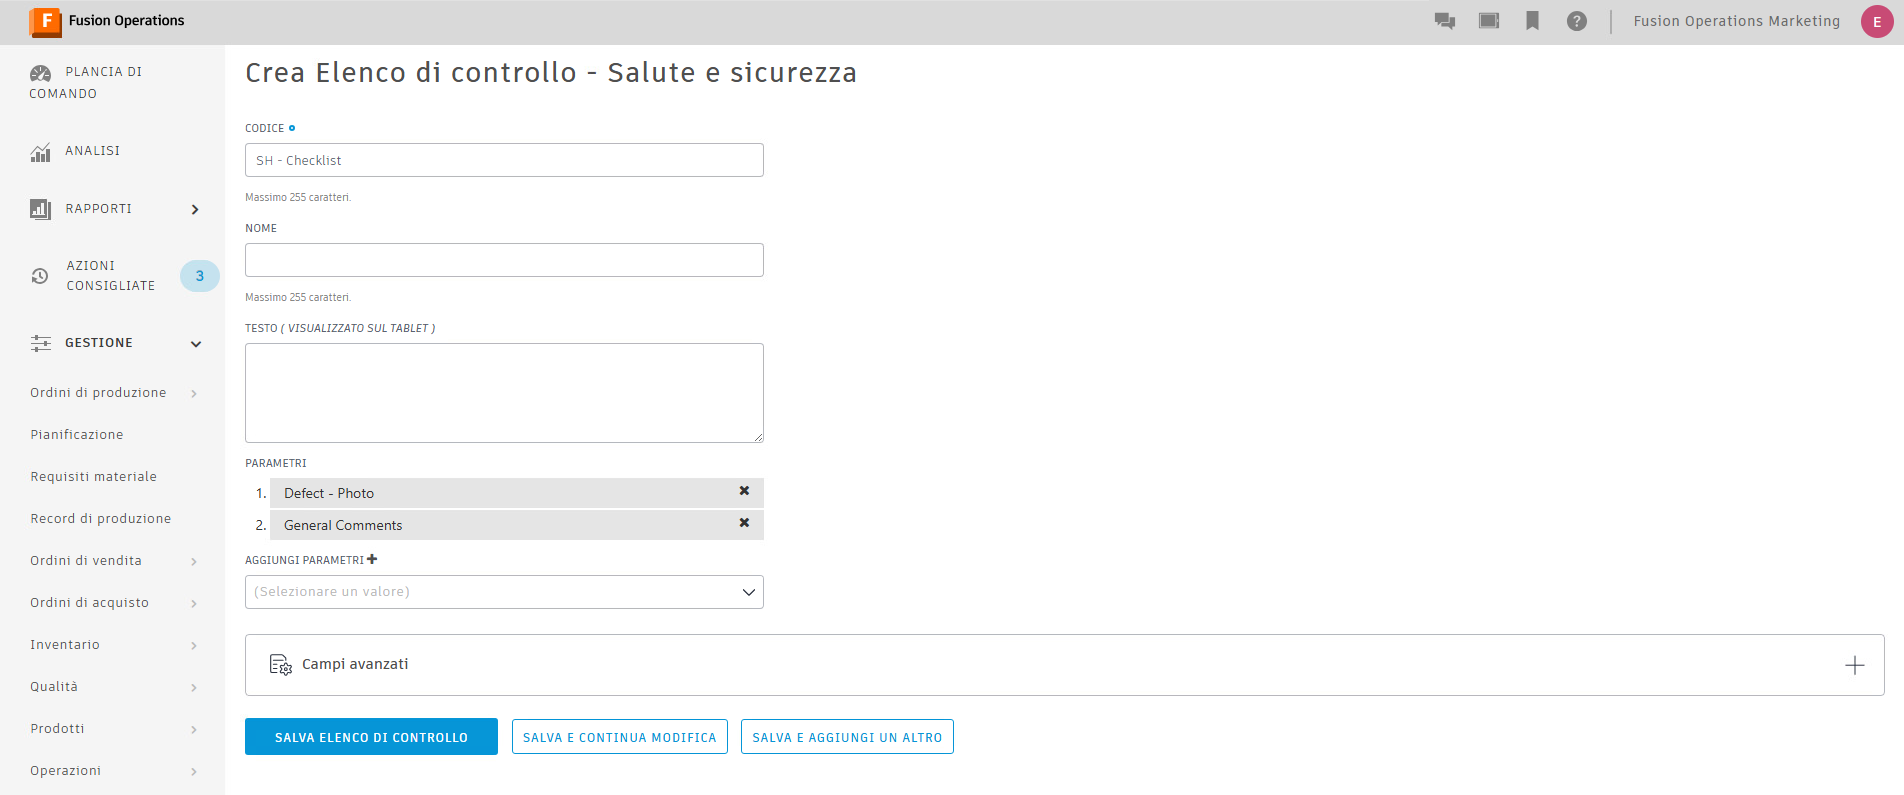 F Fusion Operations
Fusion Operations Marketing
E
PLANCIA DI
COMANDO
ANALISI
RAPPORTI
AZIONI
CONSIGLIATE
3
GESTIONE
Ordini di produzione
Pianificazione
Requisiti materiale
Record di produzione
Ordini di vendita
Ordini di acquisto
Inventario
Qualità
Prodotti
Operazioni
Crea Elenco di controllo - Salute e sicurezza
CODICE
SH - Checklist
Massimo 255 caratteri.
NOME
Massimo 255 caratteri.
TESTO ( VISUALIZZATO SUL TABLET )
PARAMETRI
1. Defect - Photo
2. General Comments
AGGIUNGI PARAMETRI
(Selezionare un valore)
Campi avanzati
SALVA ELENCO DI CONTROLLO
SALVA E CONTINUA MODIFICA
SALVA E AGGIUNGI UN ALTRO